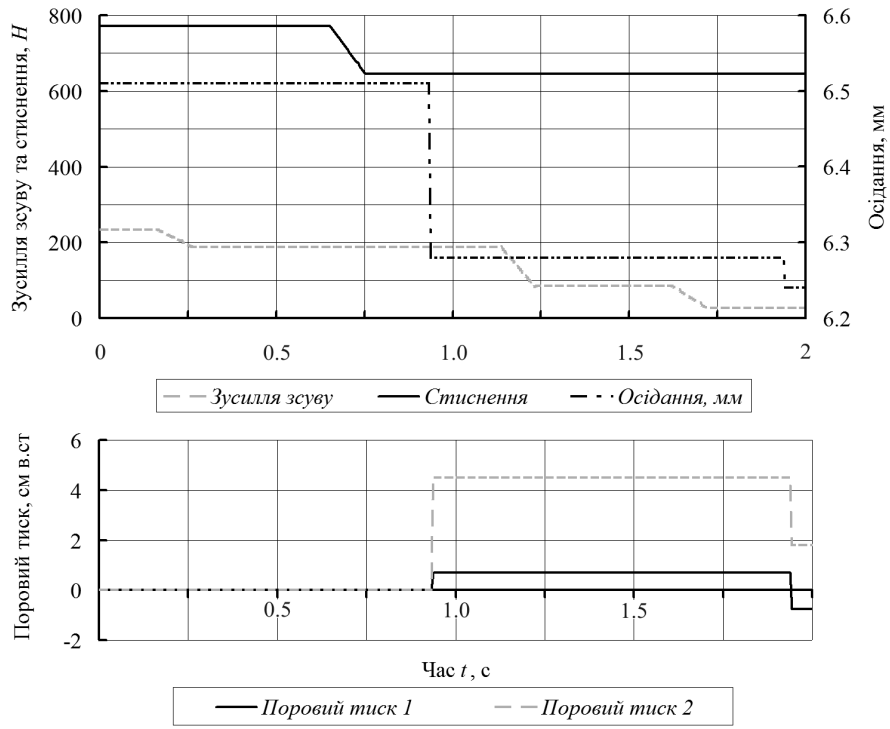 Зусилля зсуву та стиснення, Н
800
600
400
200
0
6.6
6.5
6.4
6.3
6.2
Осідання, мм
0 0.5 1.0 1.5 2
Зусилля зсуву Стиснення Осідання, мм
Поровий тиск, см в.ст
6
4
2
0
-2
0.5 1.0 1.5
Час t, с
Поровий тиск 1 Поровий тиск 2